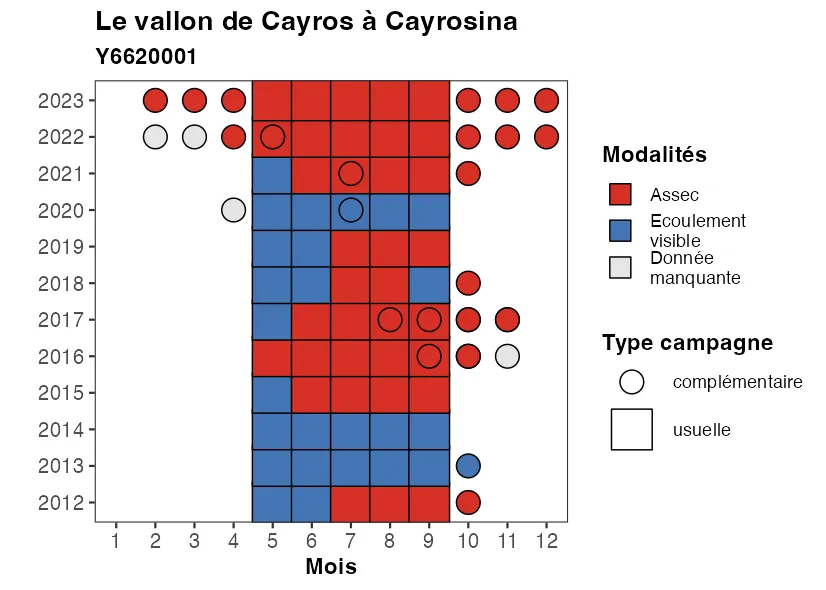 Le vallon de Cayros à Cayrosina
Y6620001
2023
2022
2021
2020
2019
2018
2017
2016
2015
2014
2013
2012
1 2 3 4 5 6 7 8 9 10 11 12
Mois
Modalités
Assec
Ecoulement
visible
Donnée
manquante
Type campagne
complémentaire
usuelle